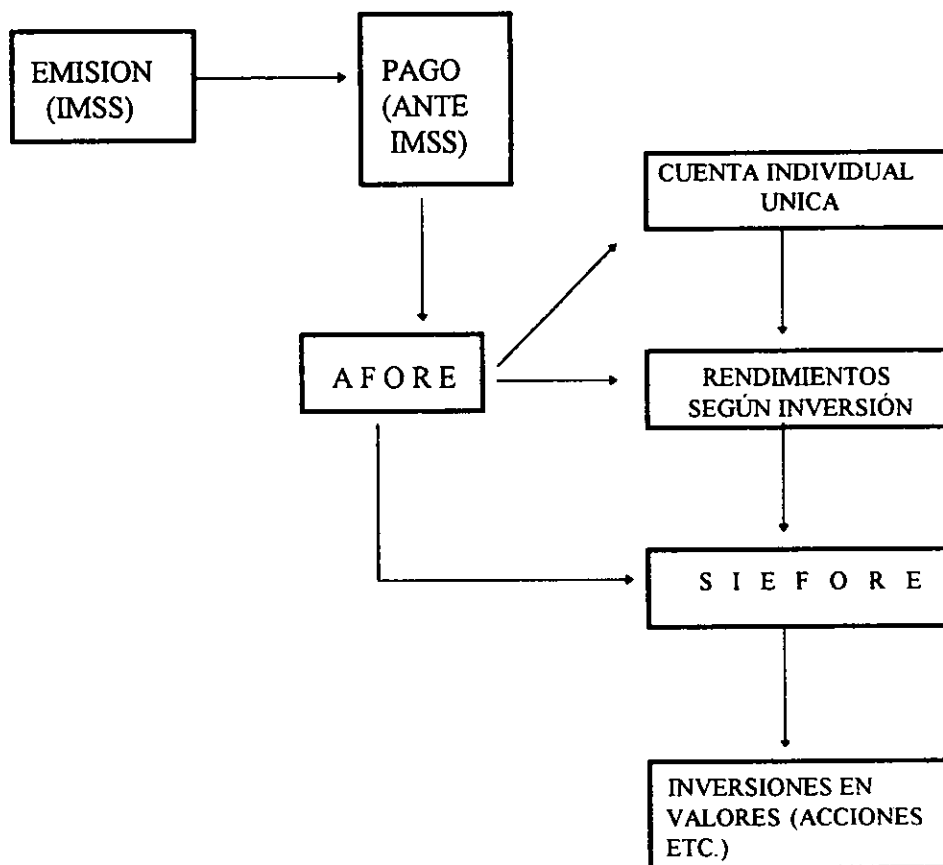 EMISION
(IMSS)
PAGO
(ANTE
IMSS)
CUENTA INDIVIDUAL
UNICA
A F O R E
RENDIMIENTOS
SEGÚN INVERSIÓN
S I E F O R E
INVERSIONES EN
VALORES (ACCIONES
ETC.)